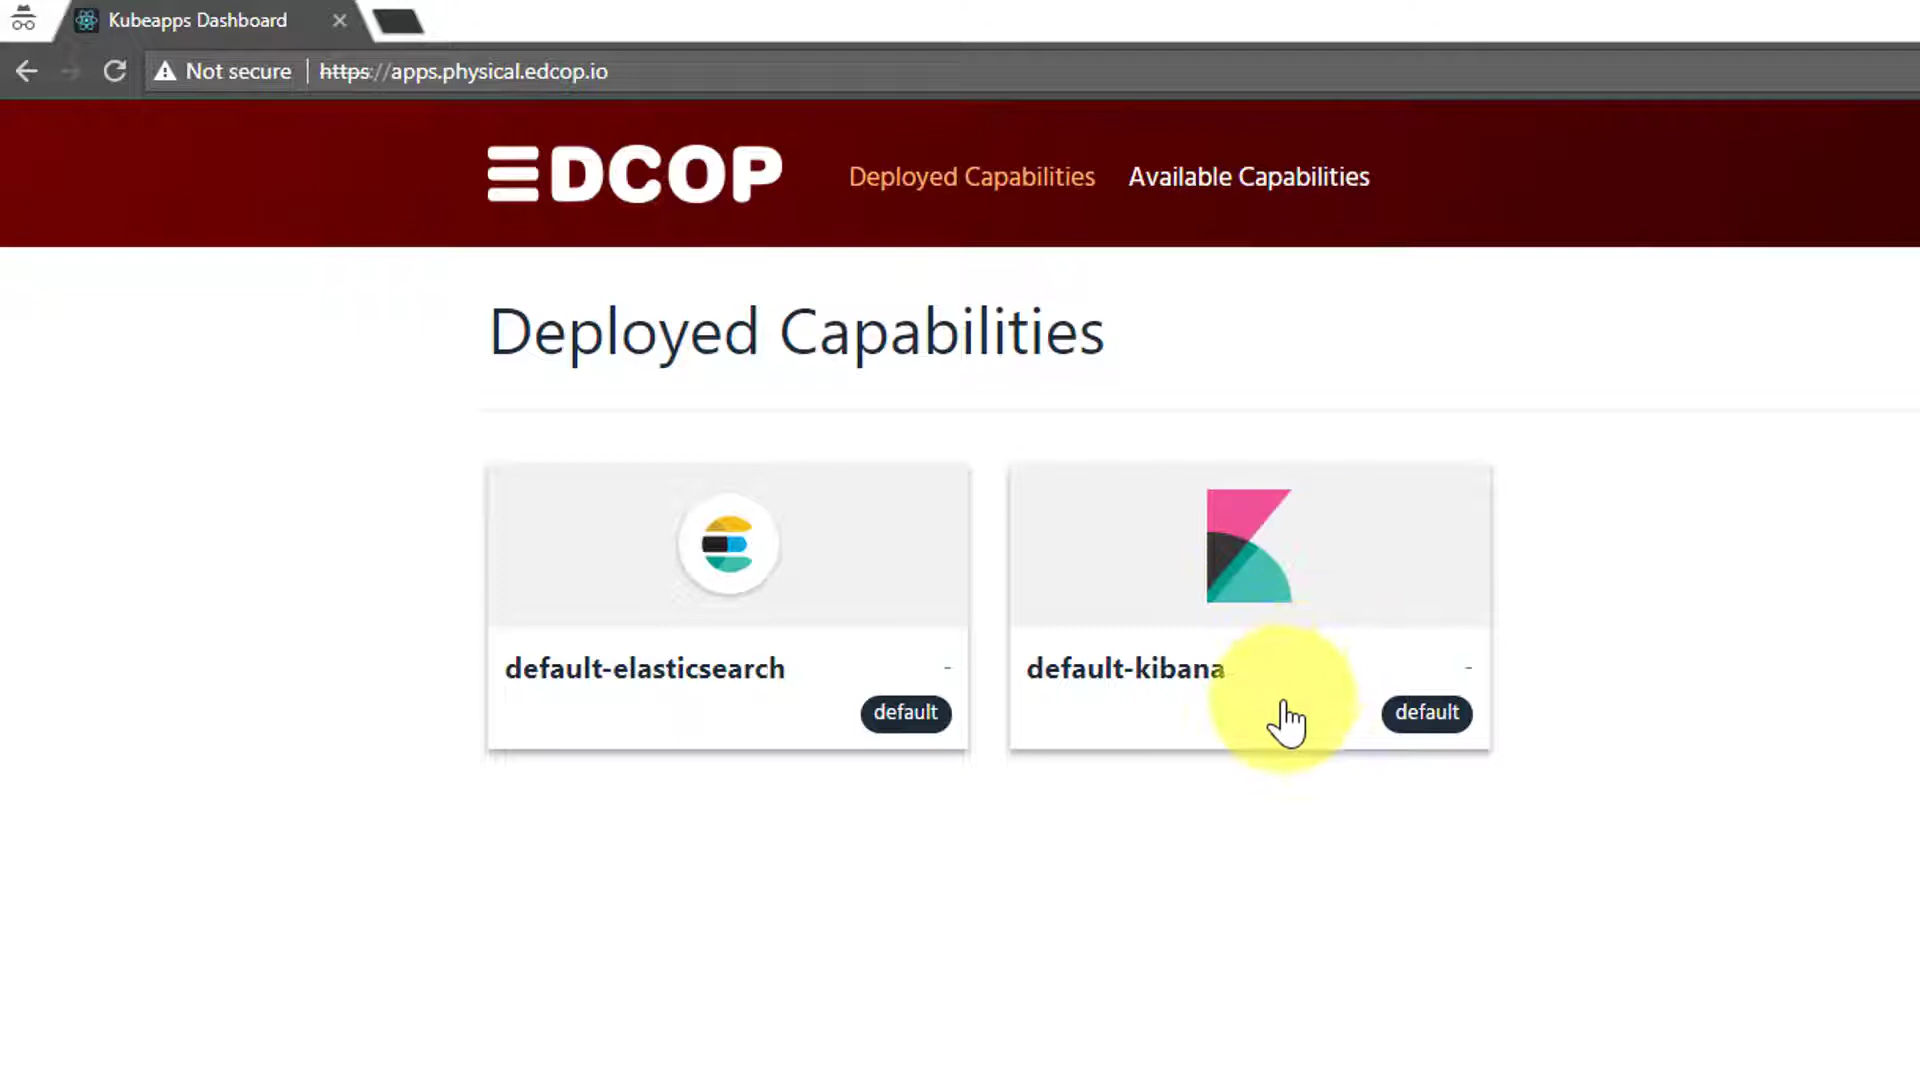 Kubeapps Dashboard
Not secure https://apps.physical.edcop.io
EDCOP Deployed Capabilities Available Capabilities
Deployed Capabilities
default-elasticsearch - default-kibana -
default default